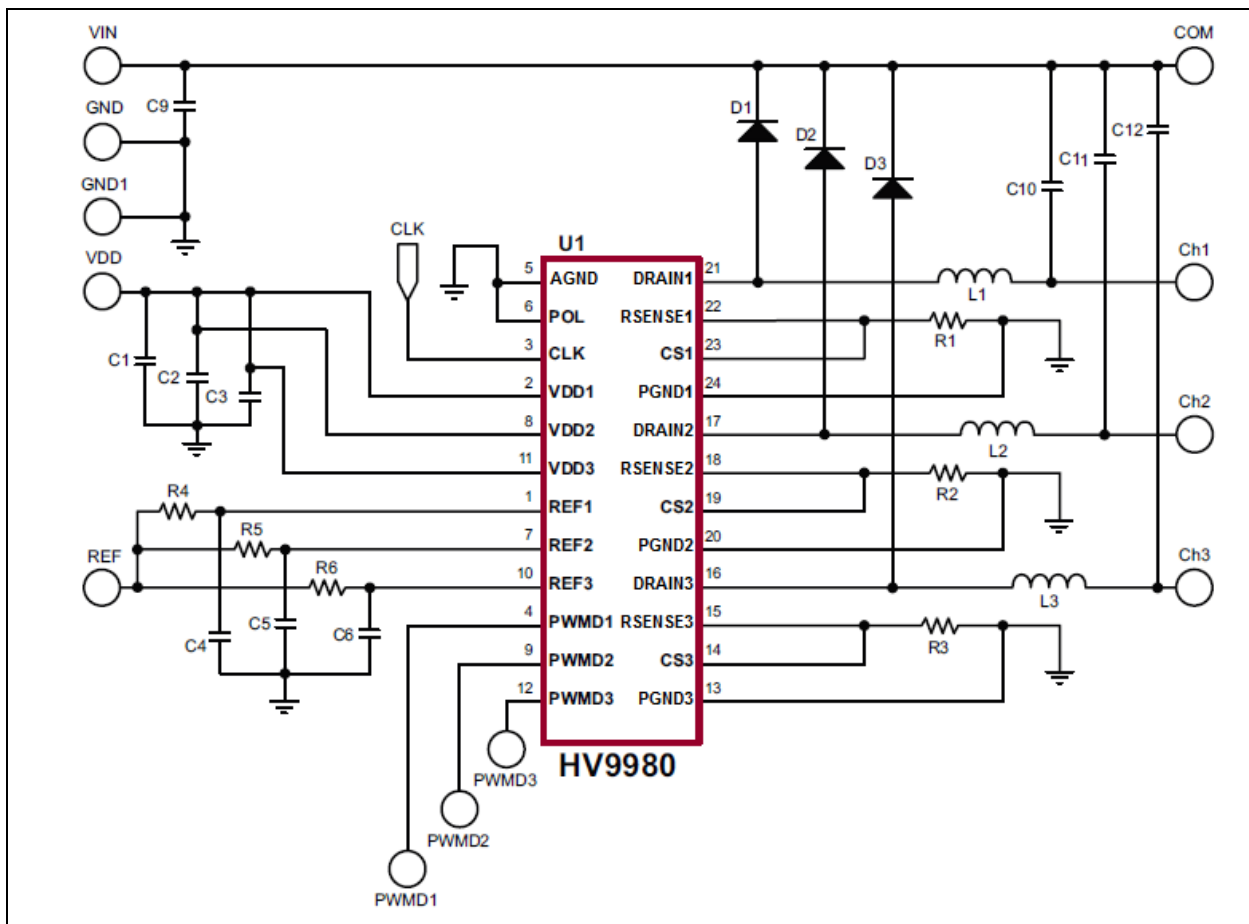 VIN
COM
C9
GND
GND1
D1
D2
D3
C12
C11
C10
VDD
CLK
U1
Ch1
5 AGND DRAIN1 21
L1
6 POL RSENSE1 22
R1
3 CLK CS1 23
C1
C2
C3
2 VDD1 PGND1 24
Ch2
8 VDD2 DRAIN2 17
L2
11 VDD3 RSENSE2 18
R2
R4
1 REF1 CS2 19
R5
7 REF2 PGND2 20
REF
R6
10 REF3 DRAIN3 16
L3
Ch3
C4
C5
C6
4 PWMD1 RSENSE3 15
R3
9 PWMD2 CS3 14
12 PWMD3 PGND3 13
HV9980
PWMD3
PWMD2
PWMD1